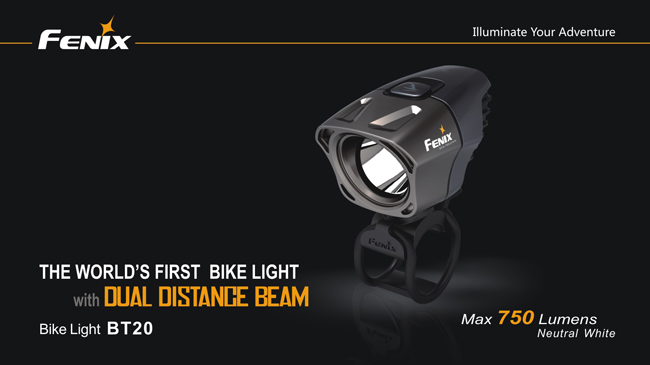 FENIX
Illuminate Your Adventure
FENIX
FENIX
THE WORLD'S FIRST BIKE LIGHT
with DUAL DISTANCE BEAM
Bike Light BT20
Max 750 Lumens
Neutral White